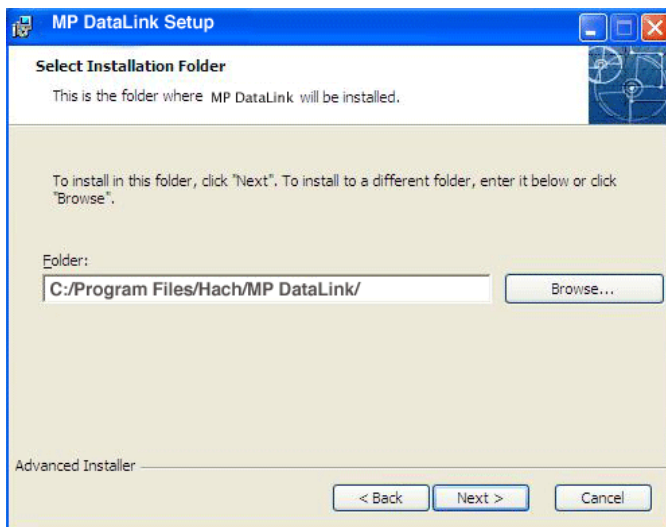 MP DataLink Setup
Select Installation Folder
This is the folder where MP DataLink will be installed.
To install in this folder, click "Next". To install to a different folder, enter it below or click
"Browse".
Folder:
C:/Program Files/Hach/MP DataLink/
Browse...
Advanced Installer
< Back
Next >
Cancel